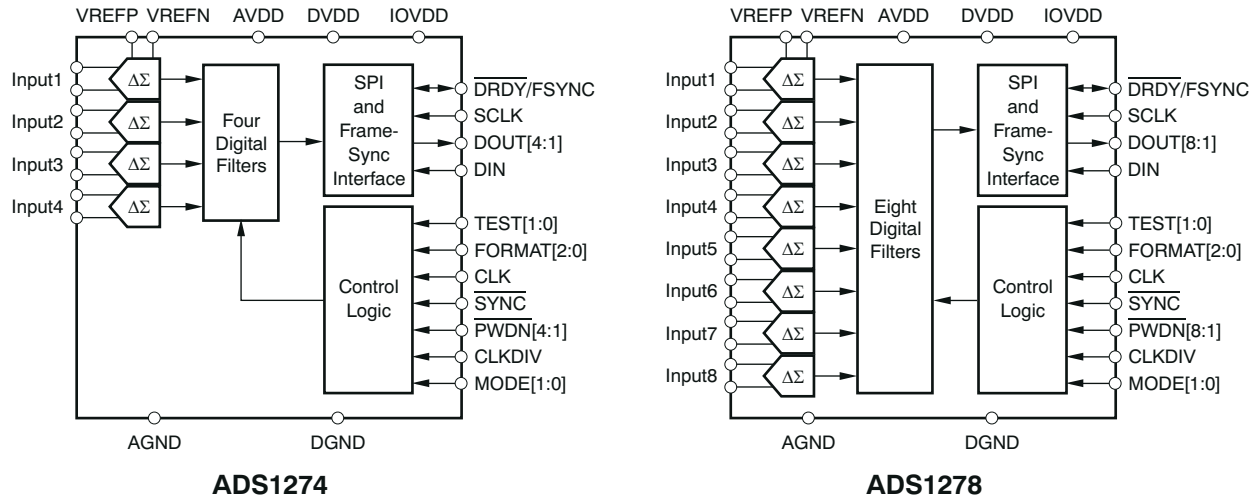 VREFP VREFN AVDD DVDD IOVDD
Input1
Input2
Input3
Input4
ΔΣ
ΔΣ
ΔΣ
ΔΣ
Four
Digital
Filters
SPI
and
Frame-
Sync
Interface
Control
Logic
DRDY/FSYNC
SCLK
DOUT[4:1]
DIN
TEST[1:0]
FORMAT[2:0]
CLK
SYNC
PWDN[4:1]
CLKDIV
MODE[1:0]
AGND DGND
ADS1274
VREFP VREFN AVDD DVDD IOVDD
Input1
Input2
Input3
Input4
Input5
Input6
Input7
Input8
ΔΣ
ΔΣ
ΔΣ
ΔΣ
ΔΣ
ΔΣ
ΔΣ
ΔΣ
Eight
Digital
Filters
SPI
and
Frame-
Sync
Interface
Control
Logic
DRDY/FSYNC
SCLK
DOUT[8:1]
DIN
TEST[1:0]
FORMAT[2:0]
CLK
SYNC
PWDN[8:1]
CLKDIV
MODE[1:0]
AGND DGND
ADS1278